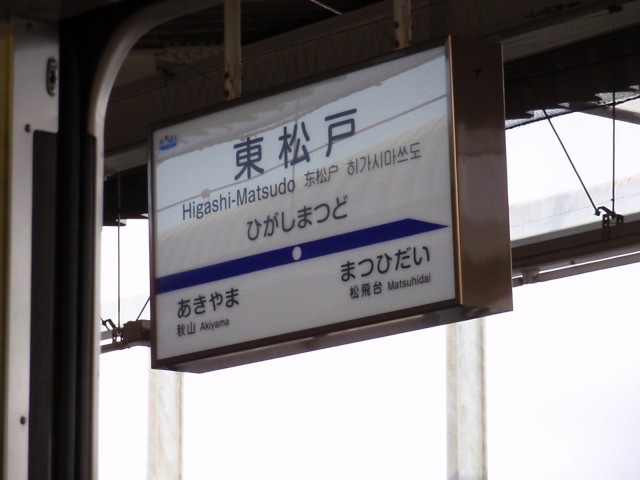 東松戸
Higashi-Matsudo 东松户 히가시마쓰도
ひがしまつど
あきやま
秋山 Akiyama
まつひだい
松飛台 Matsuhidai